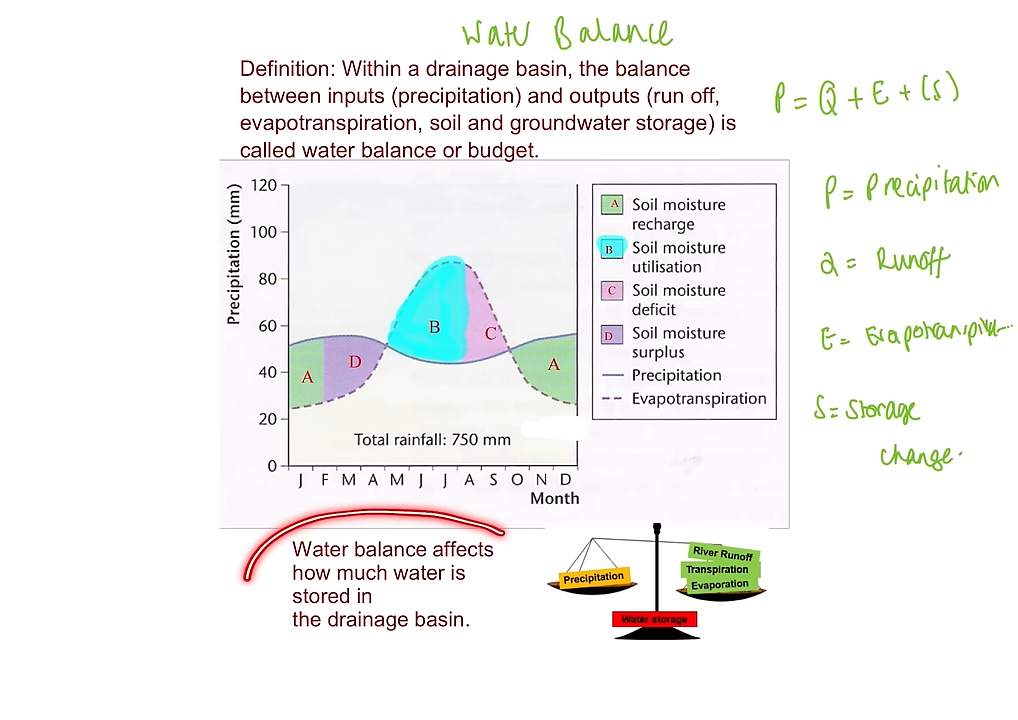 Water Balance
Definition: Within a drainage basin, the balance
between inputs (precipitation) and outputs (run off,
evapotranspiration, soil and groundwater storage) is
called water balance or budget.
P = Q + E + (S)
P = Precipitation
Q = Runoff
S = Storage
change.
Precipitation (mm)
120
100
80
60
40
20
0
A
D
B
C
A
Total rainfall: 750 mm
J F M A M J J A S O N D
Month
A Soil moisture
recharge
B Soil moisture
utilisation
C Soil moisture
deficit
D Soil moisture
surplus
Precipitation
Evapotranspiration
Water balance affects
how much water is
stored in
the drainage basin.
Precipitation
River Runoff
Transpiration
Evaporation
Water storage